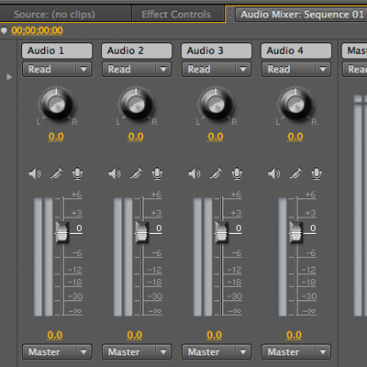 Source: (no clips) Effect Controls Audio Mixer: Sequence 01
00;00;00;00
Audio 1 Audio 2 Audio 3 Audio 4 Mast
Read Read Read Read Read
L R L R L R L R
0.0 0.0 0.0 0.0
+6 +6 +6 +6
+3 +3 +3 +3
0 0 0 0
-6 -6 -6 -6
-12 -12 -12 -12
-18 -18 -18 -18
-30 -30 -30 -30
-∞ -∞ -∞ -∞
0.0 0.0 0.0 0.0
Master Master Master Master